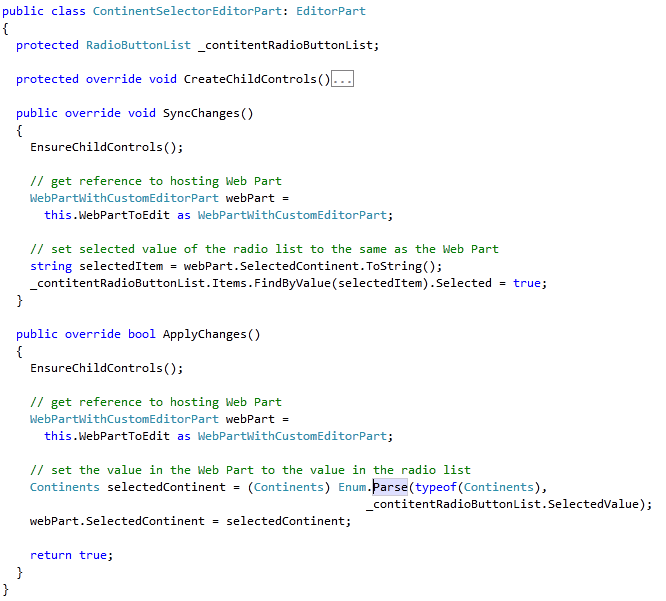 public class ContinentSelectorEditorPart: EditorPart
{
  protected RadioButtonList _contitentRadioButtonList;

  protected override void CreateChildControls()...

  public override void SyncChanges()
  {
    EnsureChildControls();

    // get reference to hosting Web Part
    WebPartWithCustomEditorPart webPart =
      this.WebPartToEdit as WebPartWithCustomEditorPart;

    // set selected value of the radio list to the same as the Web Part
    string selectedItem = webPart.SelectedContinent.ToString();
    _contitentRadioButtonList.Items.FindByValue(selectedItem).Selected = true;
  }

  public override bool ApplyChanges()
  {
    EnsureChildControls();

    // get reference to hosting Web Part
    WebPartWithCustomEditorPart webPart =
      this.WebPartToEdit as WebPartWithCustomEditorPart;

    // set the value in the Web Part to the value in the radio list
    Continents selectedContinent = (Continents) Enum.Parse(typeof(Continents),
                                                    _contitentRadioButtonList.SelectedValue);
    webPart.SelectedContinent = selectedContinent;

    return true;
  }
}